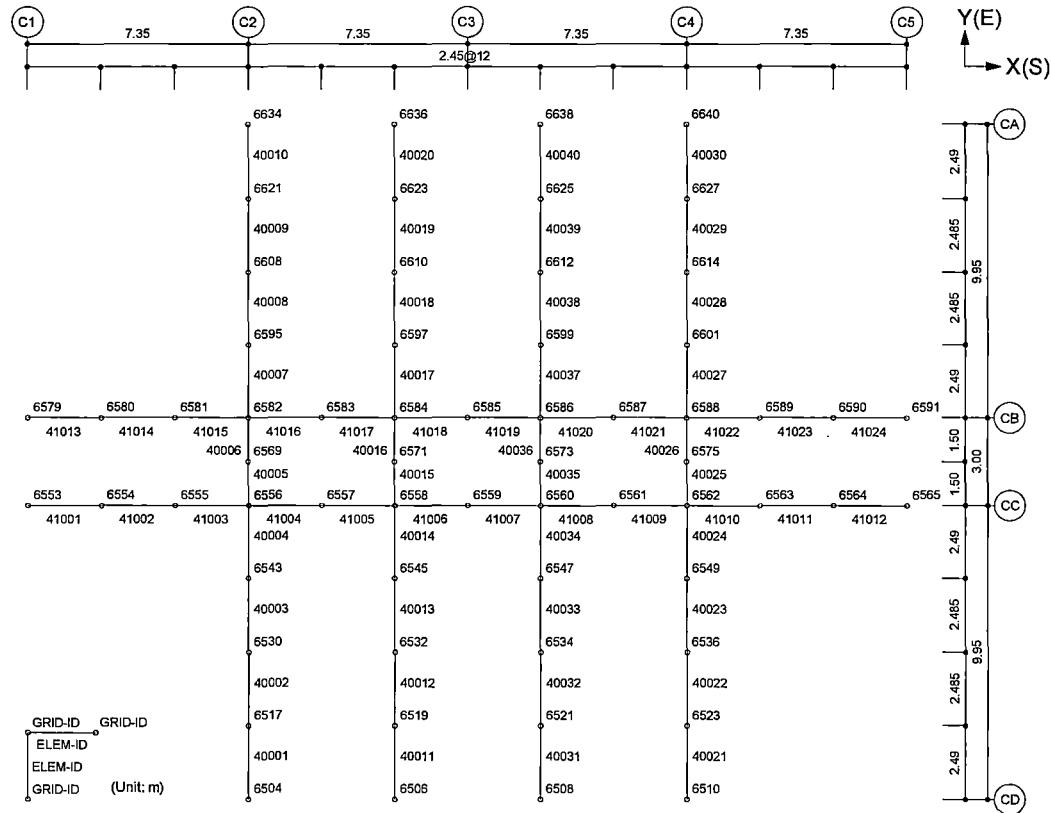 C1 C2 C3 C4 C5
7.35 7.35 7.35 7.35
2.45@12
Y(E)
X(S)
6634 6636 6638 6640
CA
40010 40020 40040 40030
2.49
6621 6623 6625 6627
40009 40019 40039 40029
2.485
9.95
6608 6610 6612 6614
40008 40018 40038 40028
2.485
6595 6597 6599 6601
40007 40017 40037 40027
2.49
6579 6580 6581 6582 6583 6584 6585 6586 6587 6588 6589 6590 6591
CB
41013 41014 41015 41016 41017 41018 41019 41020 41021 41022 41023 41024
40006 6569 40016 6571 40036 6573 40026 6575
1.50
3.00
40005 40015 40035 40025
1.50
6553 6554 6555 6556 6557 6558 6559 6560 6561 6562 6563 6564 6565
CC
41001 41002 41003 41004 41005 41006 41007 41008 41009 41010 41011 41012
40004 40014 40034 40024
2.49
6543 6545 6547 6549
40003 40013 40033 40023
2.485
9.95
6530 6532 6534 6536
40002 40012 40032 40022
2.485
6517 6519 6521 6523
40001 40011 40031 40021
2.49
6504 6506 6508 6510
CD
GRID-ID GRID-ID
ELEM-ID
ELEM-ID
GRID-ID (Unit: m)